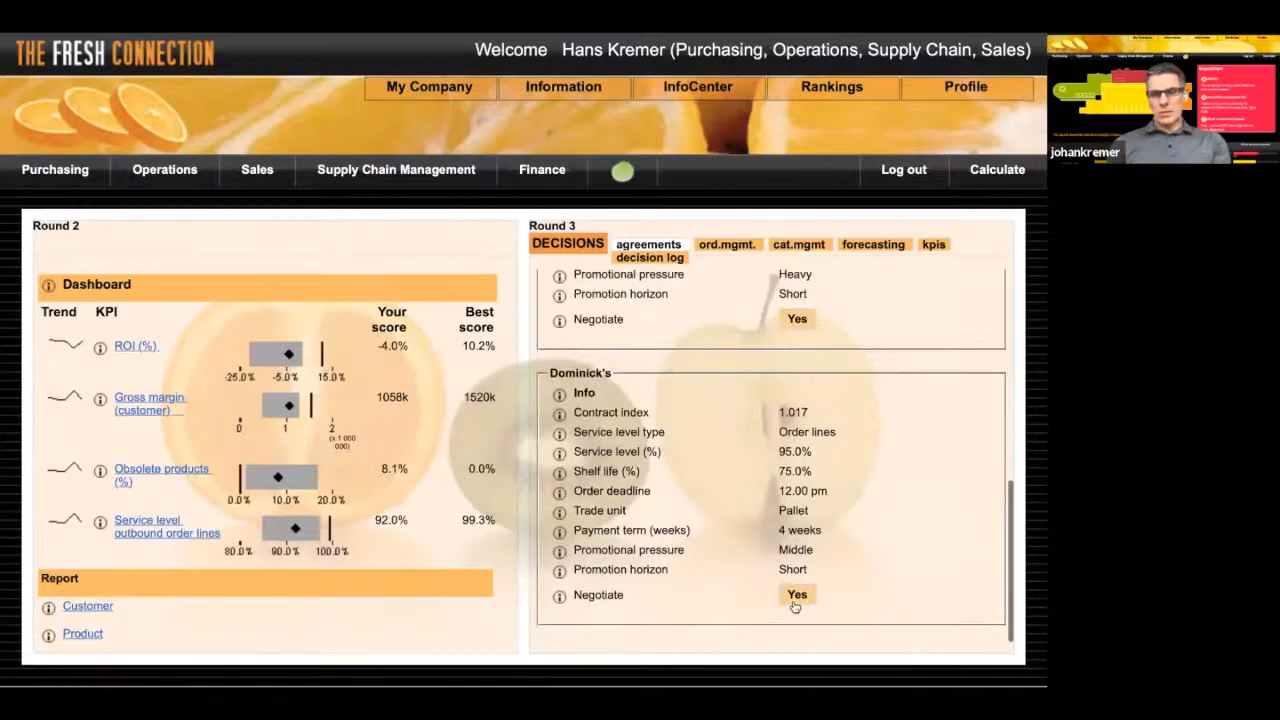 THE FRESH CONNECTION
Welcome Hans Kremer (Purchasing, Operations, Supply Chain, Sales)
My Company Information InfoCenter Rankings Profile
Purchasing Operations Sales Supply Chain Management Finance Log out Calculate
johankremer
Round 2
Dashboard
Trend KPI Your score Best score
ROI (%) -4.0% 10.2%
-25.0% -5.0%
Gross margin (customer) 1058k 1520k
0 1 2
(x 1 000 000)
Obsolete products (%) 8.1% 0.0%
0.0% 10.0% 20.0%
Service level outbound order lines 92.0% 99.3%
80.0% 90.0% 100.0%
Report
Customer
Product
Round 3
DECISIONS agreements ord.mgmt. cat.mgmt forecasting kpis
decision log
Promotional pressure Heavy
Promotion horizon Short
Negotiate Yes
Dominick's
Info
Contract index 1.017
Service level type Order lines
Service level (%) 95.0%
Shelf life (%) 75.0%
Order deadline 12.00 pm
Trade unit Pallet
Payment term (weeks) weeks
Promotional pressure Middle
Promotion horizon Short
Negotiate Yes